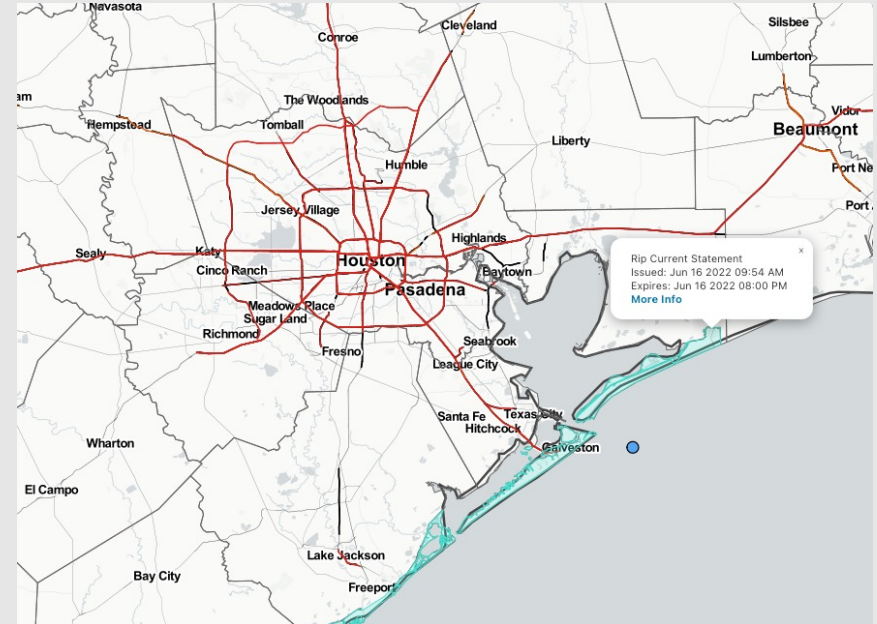 Navasota
Cleveland
Silsbee
Conroe
Lumberton
am
The Woodlands
Vidor
Hempstead
Tomball
Beaumont
Liberty
Humble
Port Ne
Port
Jersey Village
Highlands
Sealy
Katy
Houston
Cinco Ranch
Baytown
Rip Current Statement
Issued: Jun 16 2022 09:54 AM
Expires: Jun 16 2022 08:00 PM
More Info
x
Pasadena
Meadows Place
Sugar Land
Richmond
Fresno
Seabrook
League City
Santa Fe
Texas City
Hitchcock
Galveston
Wharton
El Campo
Lake Jackson
Bay City
Freeport